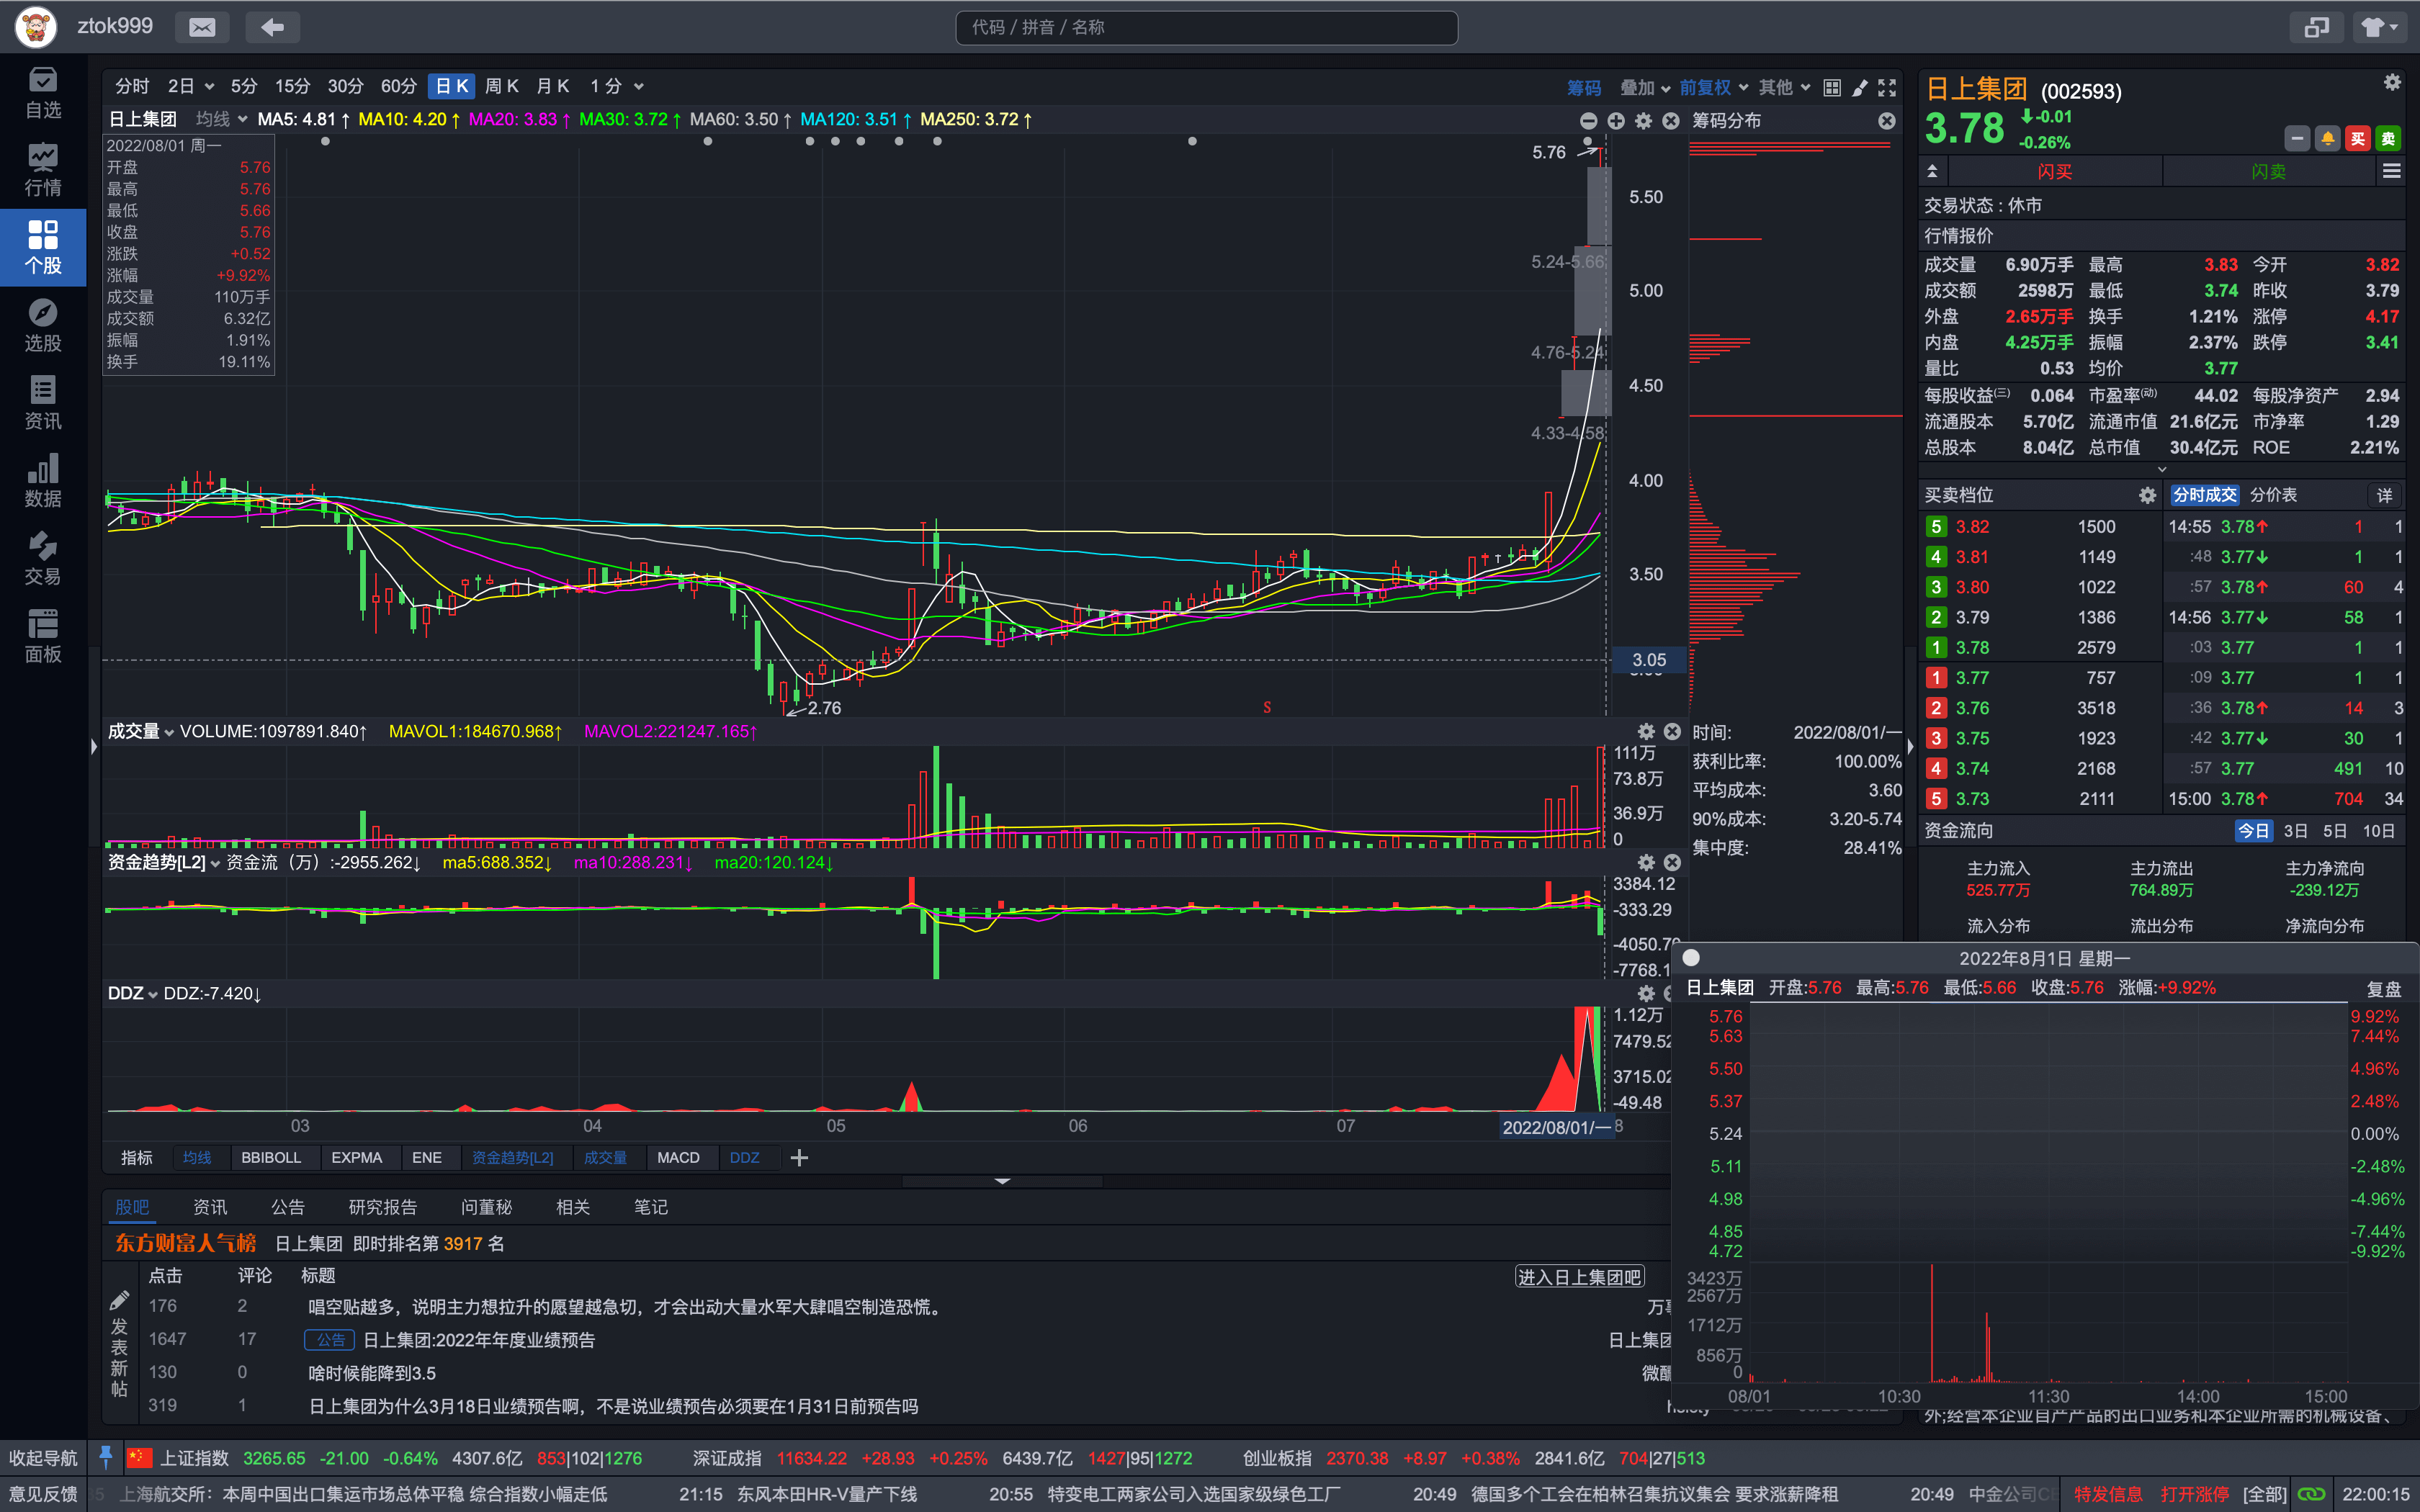 ztok999
代码 / 拼音 / 名称
自选
行情
个股
选股
资讯
数据
交易
面板
分时 2日 5分 15分 30分 60分 日K 周K 月K 1分 筹码 叠加 前复权 其他
日上集团 均线 MA5: 4.81↑ MA10: 4.20↑ MA20: 3.83↑ MA30: 3.72↑ MA60: 3.50↑ MA120: 3.51↑ MA250: 3.72↑
筹码分布
2022/08/01 周一
开盘 5.76
最高 5.76
最低 5.66
收盘 5.76
涨跌 +0.52
涨幅 +9.92%
成交量 110万手
成交额 6.32亿
振幅 1.91%
换手 19.11%
5.76
5.50
5.24-5.66
5.00
4.76-5.24
4.50
4.33-4.58
4.00
3.50
3.05
2.76
S
成交量 VOLUME:1097891.840↑ MAVOL1:184670.968↑ MAVOL2:221247.165↑
111万
73.8万
36.9万
0
资金趋势[L2] 资金流（万）:-2955.262↓ ma5:688.352↓ ma10:288.231↓ ma20:120.124↓
3384.12
-333.29
-4050.7
-7768.1
DDZ DDZ:-7.420↓
1.12万
7479.52
3715.02
-49.48
03 04 05 06 07 2022/08/01/一 8
指标 均线 BBIBOLL EXPMA ENE 资金趋势[L2] 成交量 MACD DDZ
时间: 2022/08/01/一
获利比率: 100.00%
平均成本: 3.60
90%成本: 3.20-5.74
集中度: 28.41%
股吧 资讯 公告 研究报告 问董秘 相关 笔记
东方财富人气榜 日上集团 即时排名第 3917 名
点击 评论 标题 进入日上集团吧
发表新帖
176 2 唱空贴越多，说明主力想拉升的愿望越急切，才会出动大量水军大肆唱空制造恐慌。 万
1647 17 公告 日上集团:2022年年度业绩预告 日上集团
130 0 啥时候能降到3.5 微
319 1 日上集团为什么3月18日业绩预告啊，不是说业绩预告必须要在1月31日前预告吗
日上集团 (002593)
3.78 -0.01
-0.26%
买 卖
闪买 闪卖
交易状态 : 休市
行情报价
成交量 6.90万手 最高 3.83 今开 3.82
成交额 2598万 最低 3.74 昨收 3.79
外盘 2.65万手 换手 1.21% 涨停 4.17
内盘 4.25万手 振幅 2.37% 跌停 3.41
量比 0.53 均价 3.77
每股收益(三) 0.064 市盈率(动) 44.02 每股净资产 2.94
流通股本 5.70亿 流通市值 21.6亿元 市净率 1.29
总股本 8.04亿 总市值 30.4亿元 ROE 2.21%
买卖档位 分时成交 分价表 详
5 3.82 1500 14:55 3.78↑ 1 1
4 3.81 1149 :48 3.77↓ 1 1
3 3.80 1022 :57 3.78↑ 60 4
2 3.79 1386 14:56 3.77↓ 58 1
1 3.78 2579 :03 3.77 1 1
1 3.77 757 :09 3.77 1 1
2 3.76 3518 :36 3.78↑ 14 3
3 3.75 1923 :42 3.77↓ 30 1
4 3.74 2168 :57 3.77 491 10
5 3.73 2111 15:00 3.78↑ 704 34
资金流向 今日 3日 5日 10日
主力流入 主力流出 主力净流向
525.77万 764.89万 -239.12万
流入分布 流出分布 净流向分布
2022年8月1日 星期一
日上集团 开盘:5.76 最高:5.76 最低:5.66 收盘:5.76 涨幅:+9.92% 复盘
5.76 9.92%
5.63 7.44%
5.50 4.96%
5.37 2.48%
5.24 0.00%
5.11 -2.48%
4.98 -4.96%
4.85 -7.44%
4.72 -9.92%
3423万
2567万
1712万
856万
0
08/01 10:30 11:30 14:00 15:00
外;经营本企业自产产品的出口业务和本企业所需的机械设备、
收起导航 上证指数 3265.65 -21.00 -0.64% 4307.6亿 853|102|1276 深证成指 11634.22 +28.93 +0.25% 6439.7亿 1427|95|1272 创业板指 2370.38 +8.97 +0.38% 2841.6亿 704|27|513
意见反馈 上海航交所：本周中国出口集运市场总体平稳 综合指数小幅走低 21:15 东风本田HR-V量产下线 20:55 特变电工两家公司入选国家级绿色工厂 20:49 德国多个工会在柏林召集抗议集会 要求涨薪降租 20:49 中金公司 特发信息 打开涨停 [全部] 22:00:15